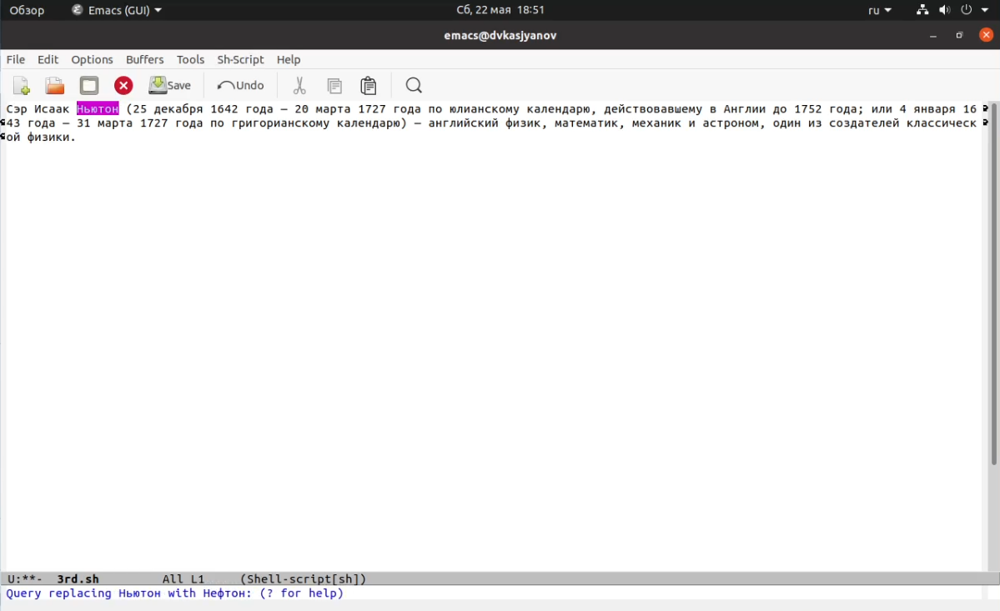 Обзор Emacs (GUI) Сб, 22 мая 18:51 ru
emacs@dvkasjyanov
File Edit Options Buffers Tools Sh-Script Help
Save Undo
Сэр Исаак Ньютон (25 декабря 1642 года – 20 марта 1727 года по юлианскому календарю, действовавшему в Англии до 1752 года; или 4 января 16
43 года – 31 марта 1727 года по григорианскому календарю) – английский физик, математик, механик и астроном, один из создателей классическ
ой физики.
U:**- 3rd.sh All L1 (Shell-script[sh])
Query replacing Ньютон with Нефтон: (? for help)